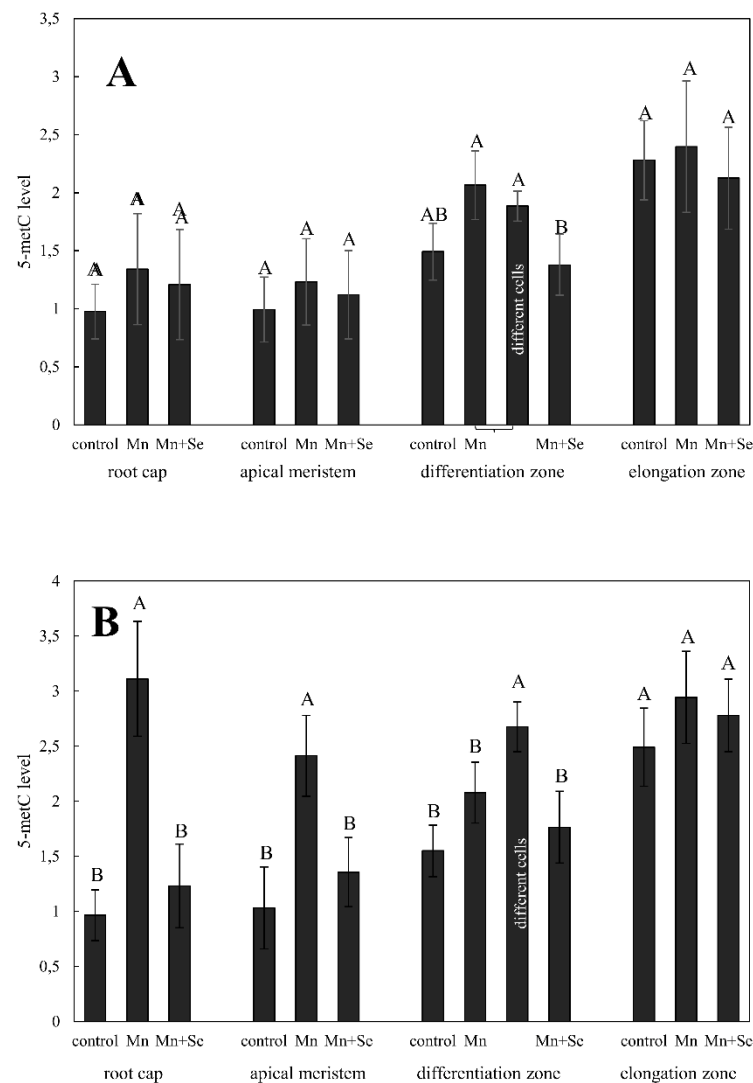 3,5
3
2,5
2
1,5
1
0,5
0
5-metC level
A
A A A
A A
A A A
AB A A B
A A A
different cells
control Mn Mn+Se control Mn Mn+Se control Mn Mn+Se control Mn Mn+Se
root cap apical meristem differentiation zone elongation zone
4
3,5
3
2,5
2
1,5
1
0,5
0
5-metC level
B
B A B
B A B
B B A B
A A A
different cells
control Mn Mn+Se control Mn Mn+Se control Mn Mn+Se control Mn Mn+Se
root cap apical meristem differentiation zone elongation zone